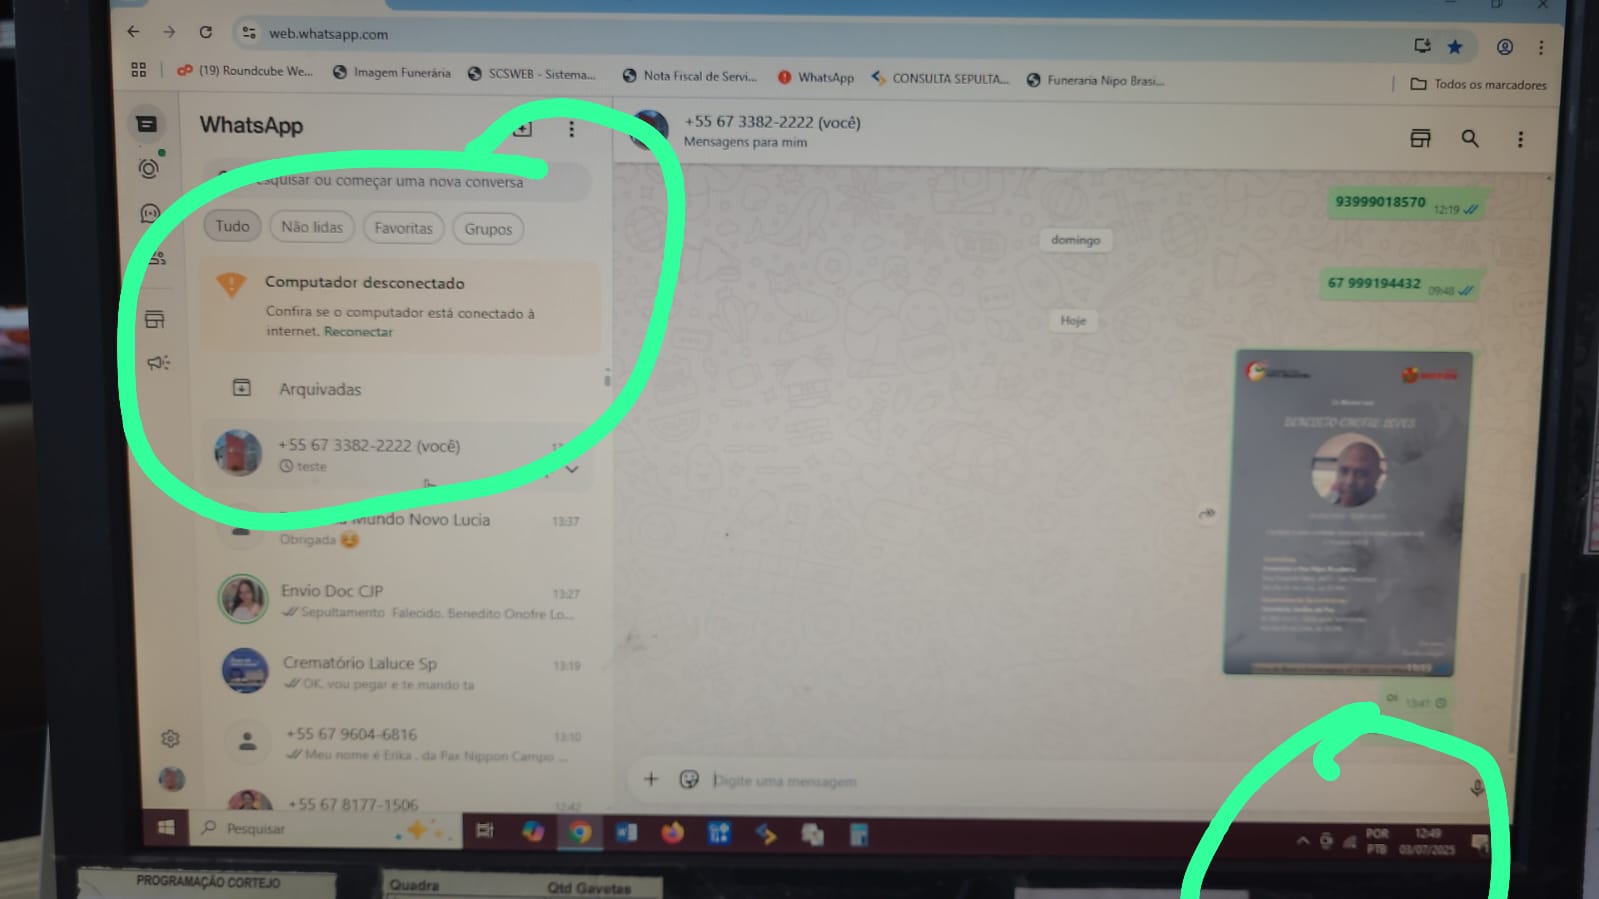 web.whatsapp.com
(19) Roundcube We...
Imagem Funerária
SCSWEB - Sistema...
Nota Fiscal de Servi...
WhatsApp
CONSULTA SEPULTA...
Funeraria Nipo Brasi...
Todos os marcadores
WhatsApp
esquisar ou começar uma nova conversa
Tudo
Não lidas
Favoritas
Grupos
Computador desconectado
Confira se o computador está conectado à
internet. Reconectar
Arquivadas
+55 67 3382-2222 (você)
teste
Mundo Novo Lucia
13:37
Obrigada
Envio Doc CJP
13:27
Sepultamento Falecido. Benedito Onofre Lo...
Crematório Laluce Sp
13:19
OK, vou pegar e te mando ta
+55 67 9604-6816
13:10
Meu nome é Erika , da Pax Nippon Campo ...
+55 67 8177-1506
12:42
+55 67 3382-2222 (você)
Mensagens para mim
93999018570 12:19
domingo
67 999194432 09:48
Hoje
13:41
Digite uma mensagem
Pesquisar
POR
PTB
12:49
03/07/2025
PROGRAMAÇÃO CORTEJO
Quadra
Qtd Gavetas